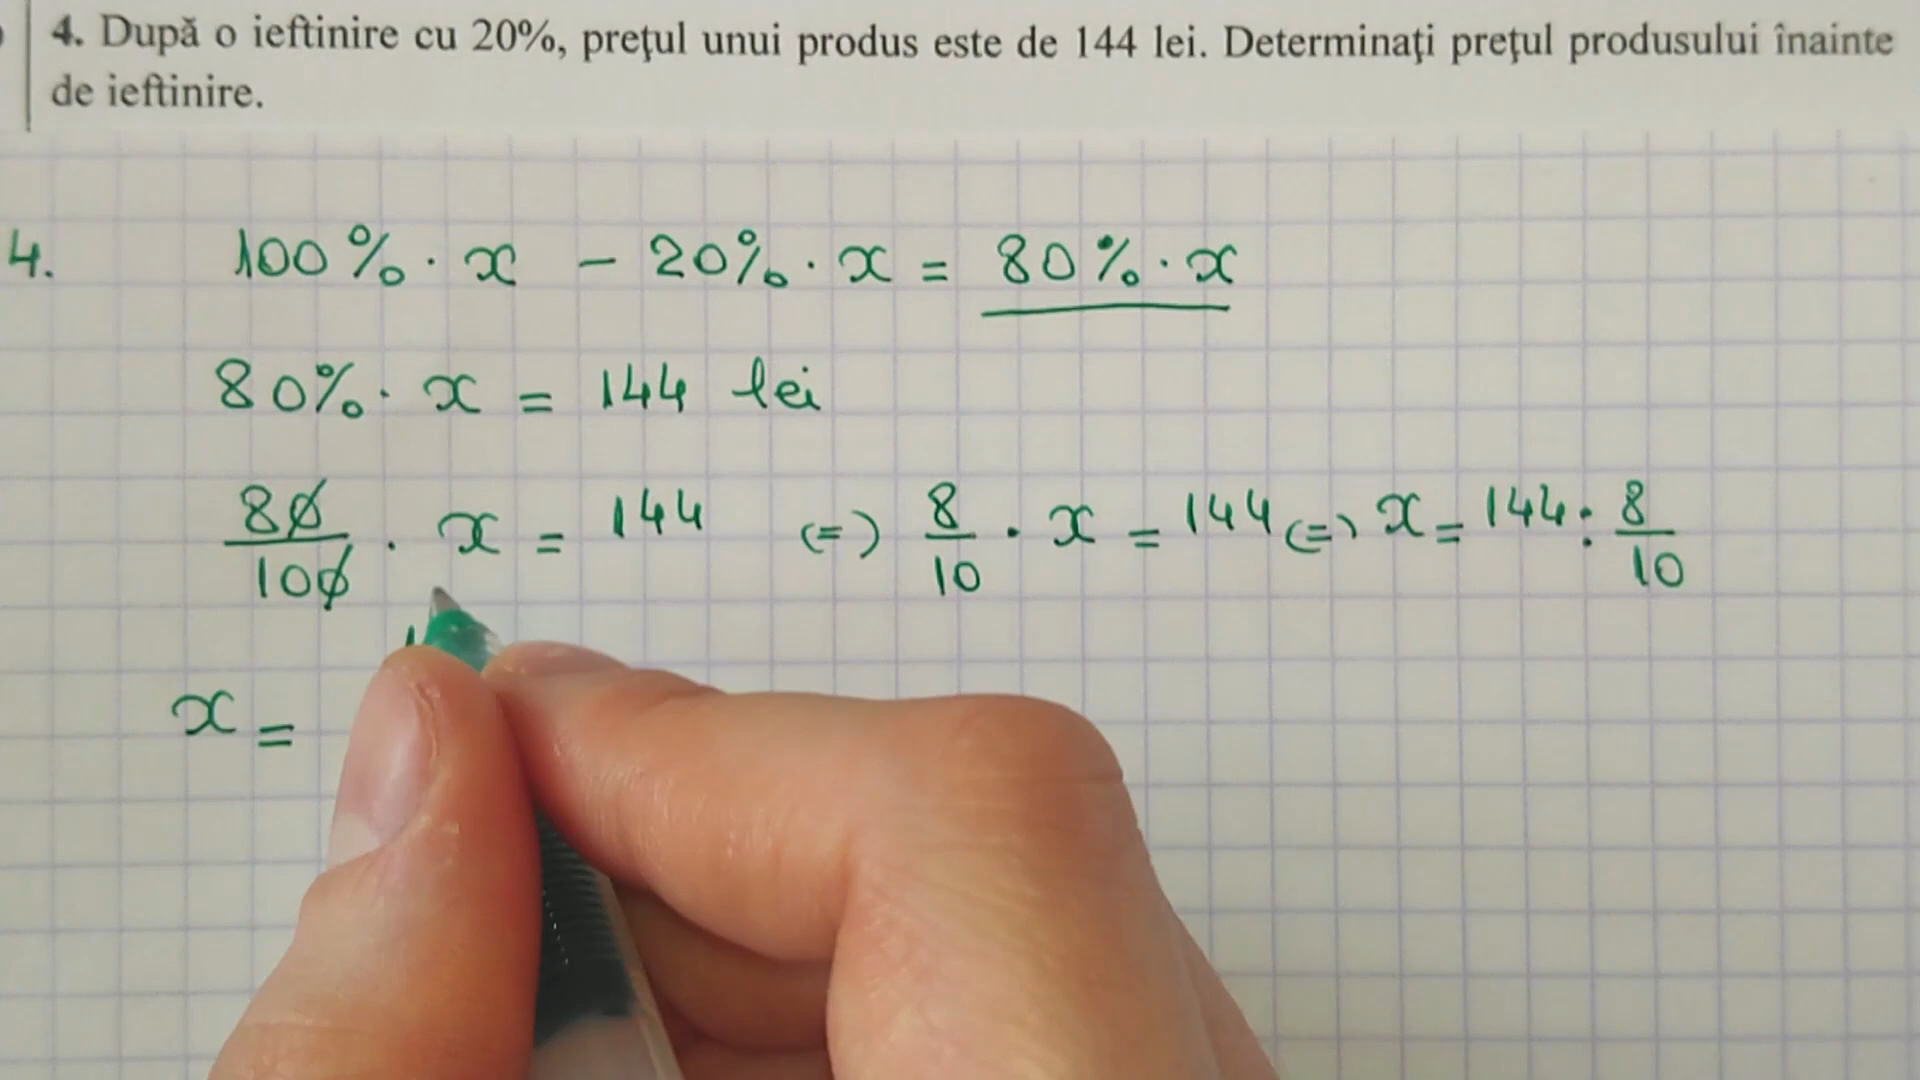 4. După o ieftinire cu 20%, preţul unui produs este de 144 lei. Determinaţi preţul produsului înainte
de ieftinire.
4. 100% · x − 20% · x = 80% · x
80% · x = 144 lei
80/100 · x = 144 (=) 8/10 · x = 144 (=) x = 144 : 8/10
x =